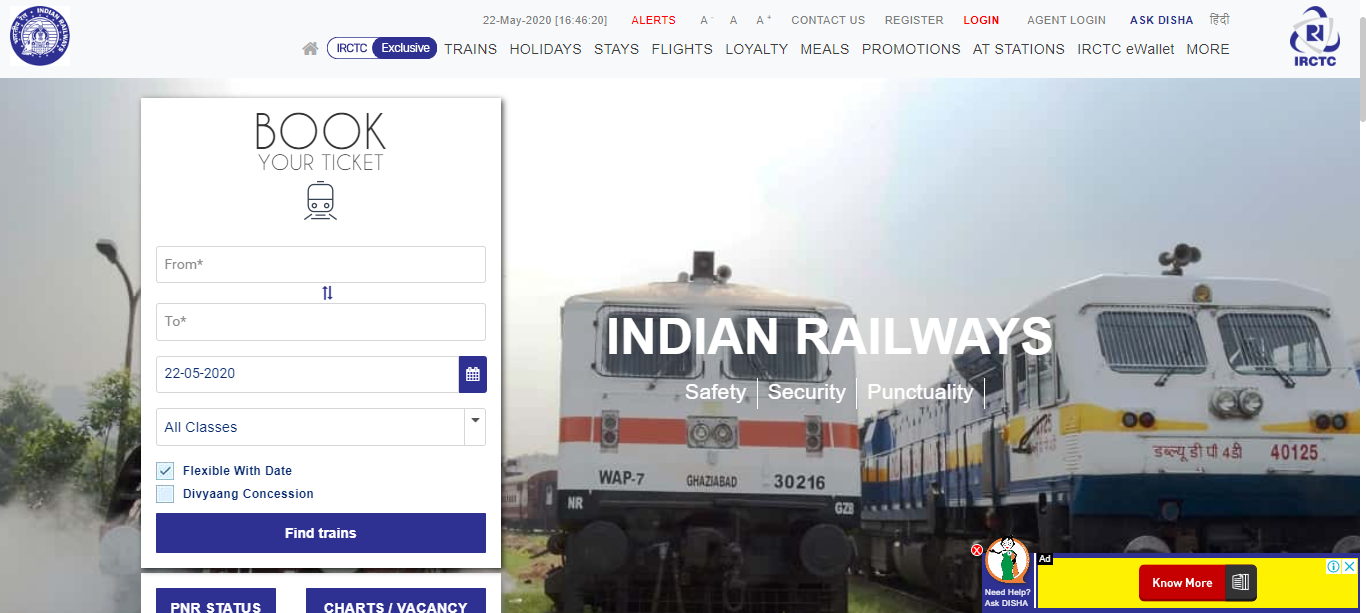 22-May-2020 [16:46:20] ALERTS A- A A+ CONTACT US REGISTER LOGIN AGENT LOGIN ASK DISHA हिंदी
INDIAN RAILWAYS
IRCTC Exclusive TRAINS HOLIDAYS STAYS FLIGHTS LOYALTY MEALS PROMOTIONS AT STATIONS IRCTC eWallet MORE
IRCTC
BOOK
YOUR TICKET
From*
To*
22-05-2020
All Classes
Flexible With Date
Divyaang Concession
Find trains
PNR STATUS
CHARTS / VACANCY
INDIAN RAILWAYS
Safety Security Punctuality
WAP-7 GHAZIABAD 30216
NR GZB
40125
डब्ल्यू डी पी 4डी 40125
Need Help?
Ask DISHA
Ad
Know More